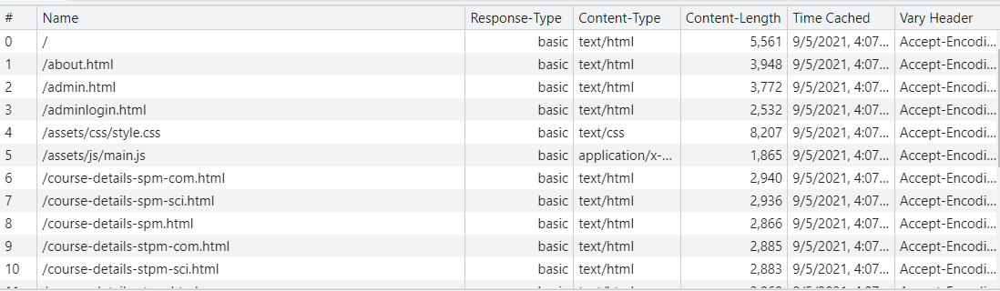 # Name Response-Type Content-Type Content-Length Time Cached Vary Header
0 / basic text/html 5,561 9/5/2021, 4:07... Accept-Encodi...
1 /about.html basic text/html 3,948 9/5/2021, 4:07... Accept-Encodi...
2 /admin.html basic text/html 3,772 9/5/2021, 4:07... Accept-Encodi...
3 /adminlogin.html basic text/html 2,532 9/5/2021, 4:07... Accept-Encodi...
4 /assets/css/style.css basic text/css 8,207 9/5/2021, 4:07... Accept-Encodi...
5 /assets/js/main.js basic application/x-... 1,865 9/5/2021, 4:07... Accept-Encodi...
6 /course-details-spm-com.html basic text/html 2,940 9/5/2021, 4:07... Accept-Encodi...
7 /course-details-spm-sci.html basic text/html 2,936 9/5/2021, 4:07... Accept-Encodi...
8 /course-details-spm.html basic text/html 2,866 9/5/2021, 4:07... Accept-Encodi...
9 /course-details-stpm-com.html basic text/html 2,885 9/5/2021, 4:07... Accept-Encodi...
10 /course-details-stpm-sci.html basic text/html 2,883 9/5/2021, 4:07... Accept-Encodi...